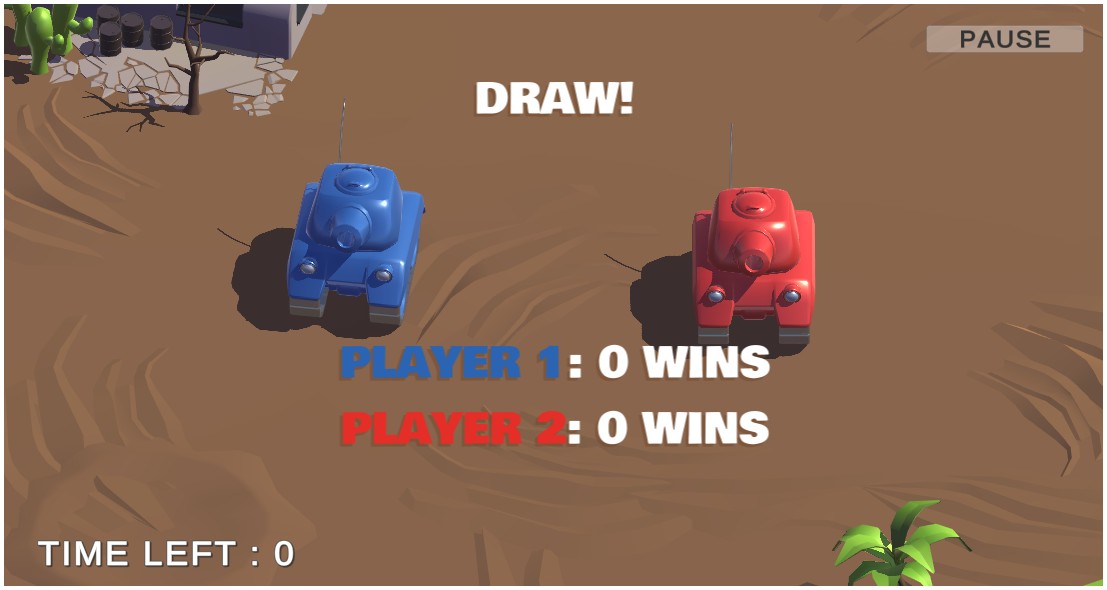 PAUSE
DRAW!
PLAYER 1: 0 WINS
PLAYER 2: 0 WINS
TIME LEFT : 0